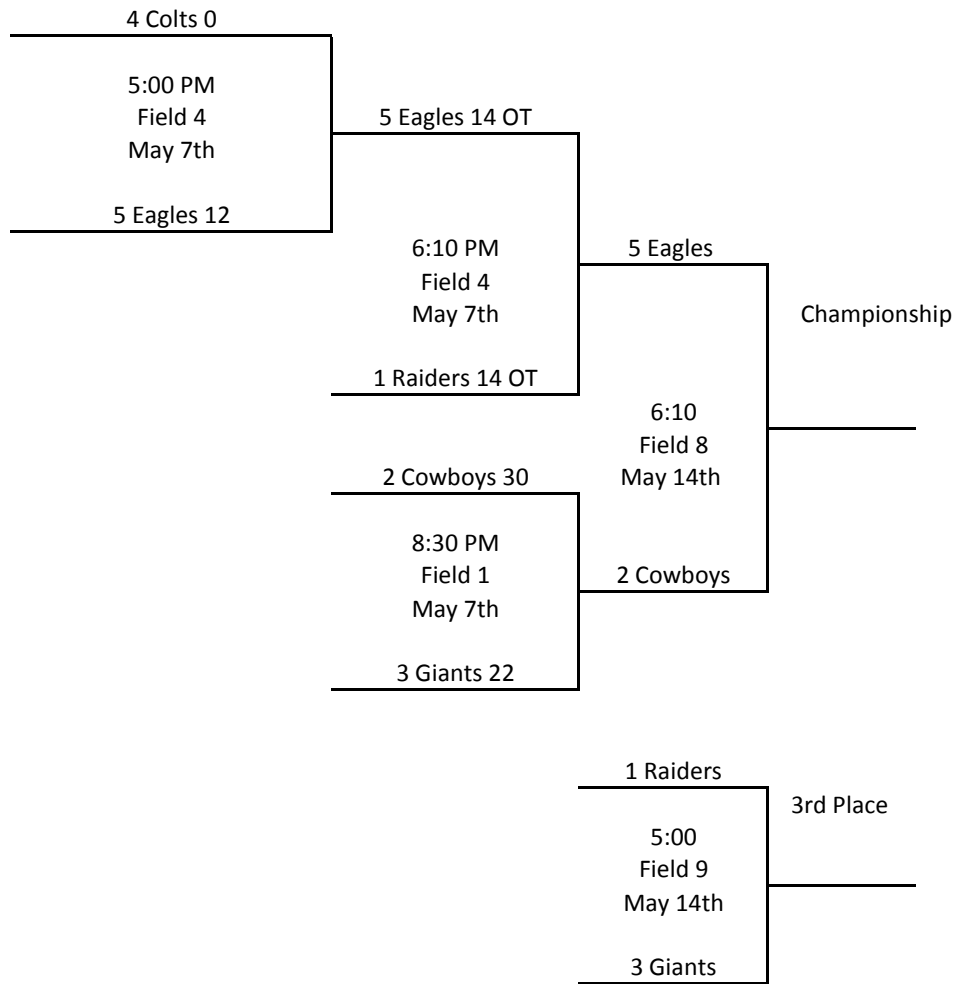 4 Colts 0
5:00 PM
Field 4
May 7th
5 Eagles 12
5 Eagles 14 OT
6:10 PM
Field 4
May 7th
1 Raiders 14 OT
2 Cowboys 30
8:30 PM
Field 1
May 7th
3 Giants 22
5 Eagles
6:10
Field 8
May 14th
2 Cowboys
Championship
1 Raiders
5:00
Field 9
May 14th
3 Giants
3rd Place